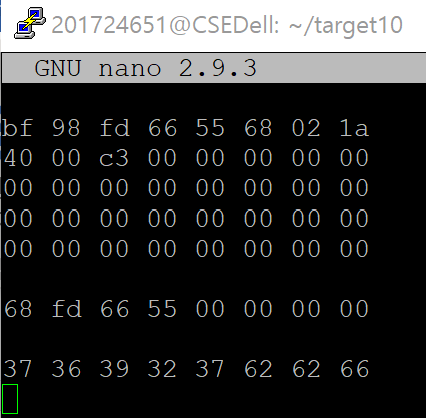 201724651@CSEDell: ~/target10
GNU nano 2.9.3
bf 98 fd 66 55 68 02 1a
40 00 c3 00 00 00 00 00
00 00 00 00 00 00 00 00
00 00 00 00 00 00 00 00
00 00 00 00 00 00 00 00
68 fd 66 55 00 00 00 00
37 36 39 32 37 62 62 66